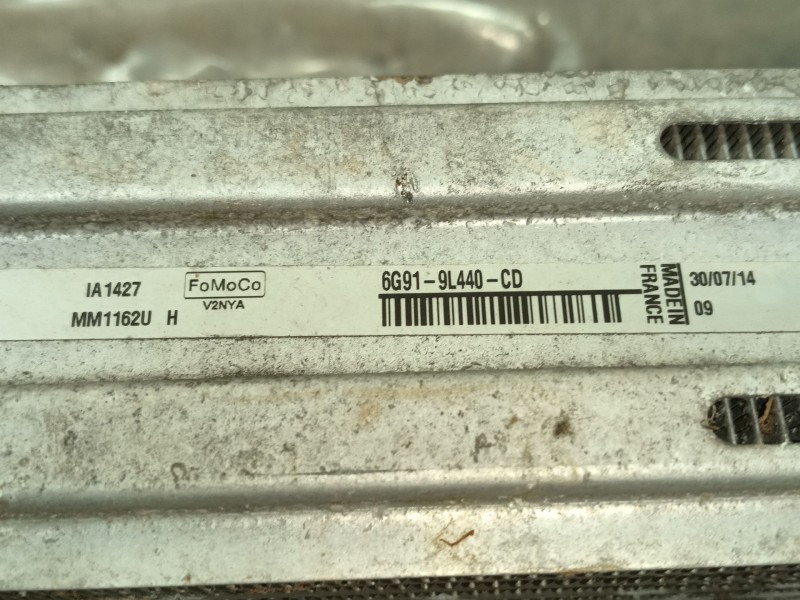 IA1427
MM1162U H
FoMoCo
V2NYA
6G91-9L440-CD
MADE IN
FRANCE
30/07/14
09